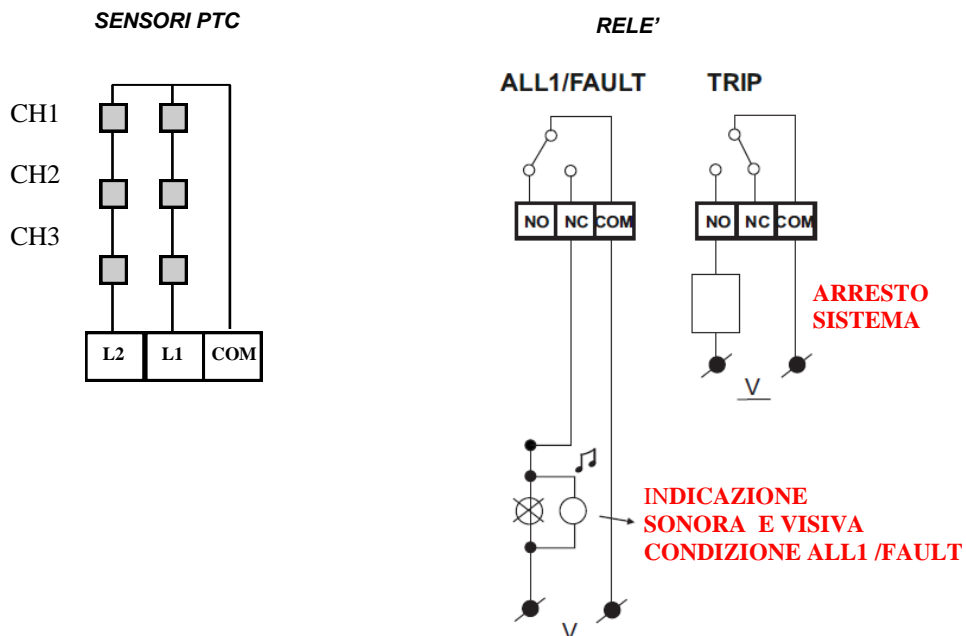 SENSORI PTC
CH1
CH2
CH3
L2 L1 COM
RELE’
ALL1/FAULT TRIP
NO NC COM NO NC COM
ARRESTO
SISTEMA
V
INDICAZIONE
SONORA E VISIVA
CONDIZIONE ALL1 /FAULT
V